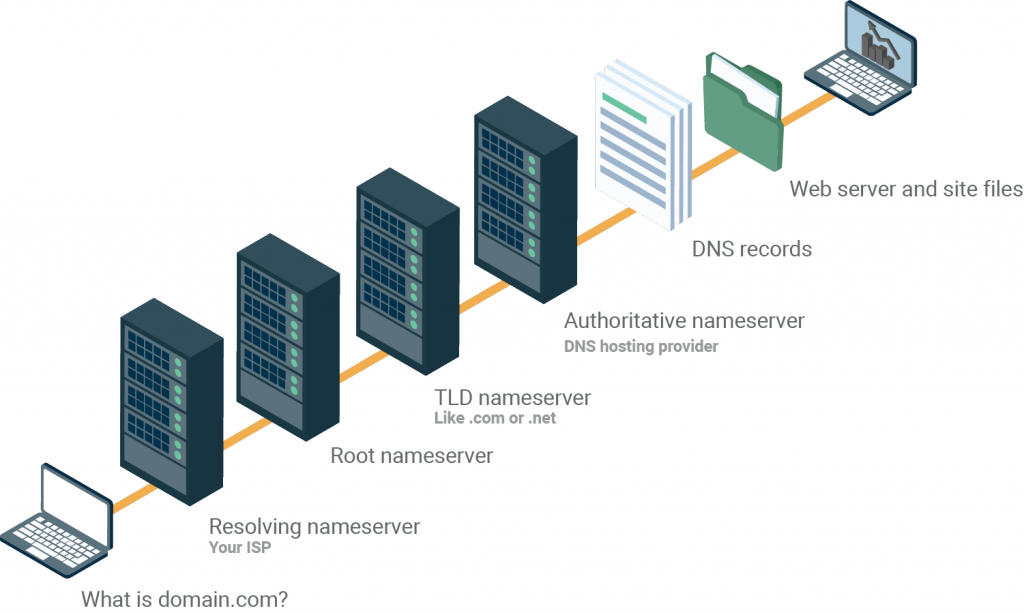 Web server and site files
DNS records
Authoritative nameserver
DNS hosting provider
TLD nameserver
Like .com or .net
Root nameserver
Resolving nameserver
Your ISP
What is domain.com?